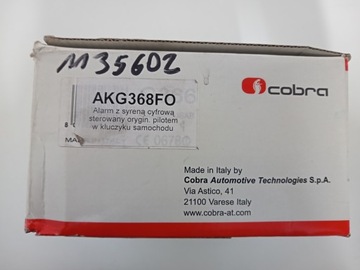 M35602
AKG368FO
Alarm z syreną cyfrową
sterowany orygin. pilotem
w kluczyku samochodu
cobra
Made in Italy by
Cobra Automotive Technologies S.p.A.
Via Astico, 41
21100 Varese Italy
www.cobra-at.com